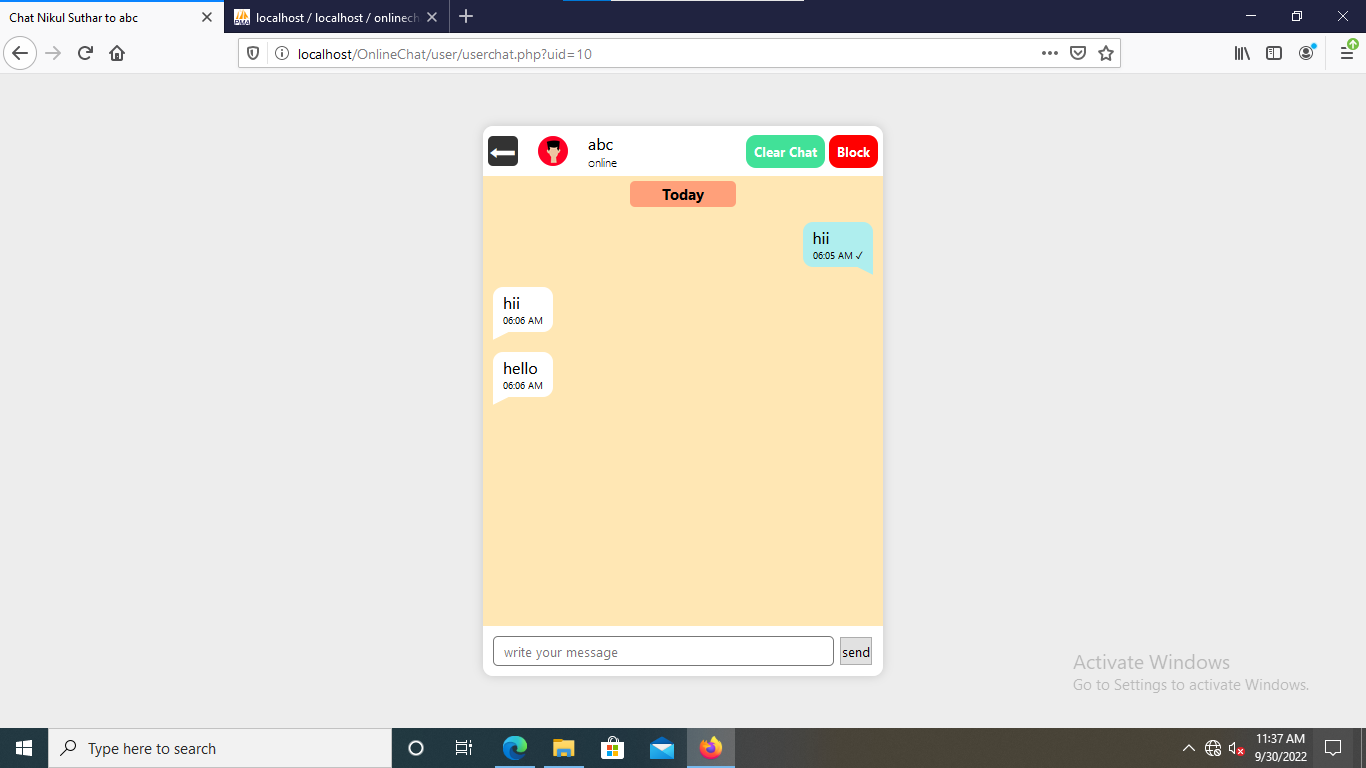 Chat Nikul Suthar to abc
localhost / localhost / onlinech
localhost/OnlineChat/user/userchat.php?uid=10
abc
online
Clear Chat
Block
Today
hii
06:05 AM ✓
hii
06:06 AM
hello
06:06 AM
write your message
send
Activate Windows
Go to Settings to activate Windows.
Type here to search
11:37 AM
9/30/2022